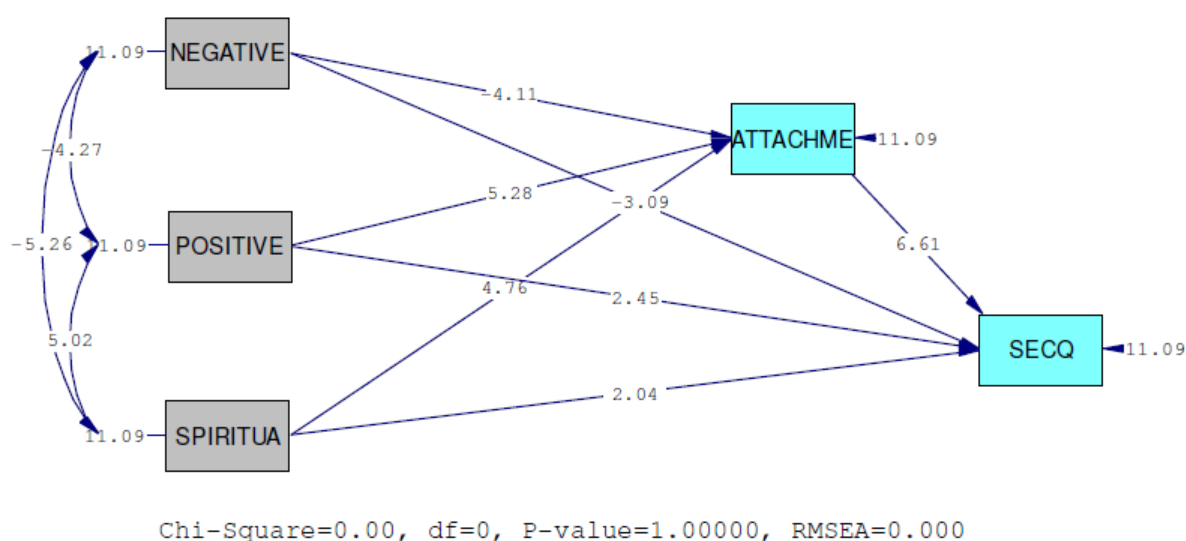 11.09 NEGATIVE
-4.11
ATTACHME 11.09
-4.27
5.28
-3.09
-5.26 11.09 POSITIVE
6.61
4.76
2.45
5.02
SECQ 11.09
2.04
11.09 SPIRITUA
Chi-Square=0.00, df=0, P-value=1.00000, RMSEA=0.000